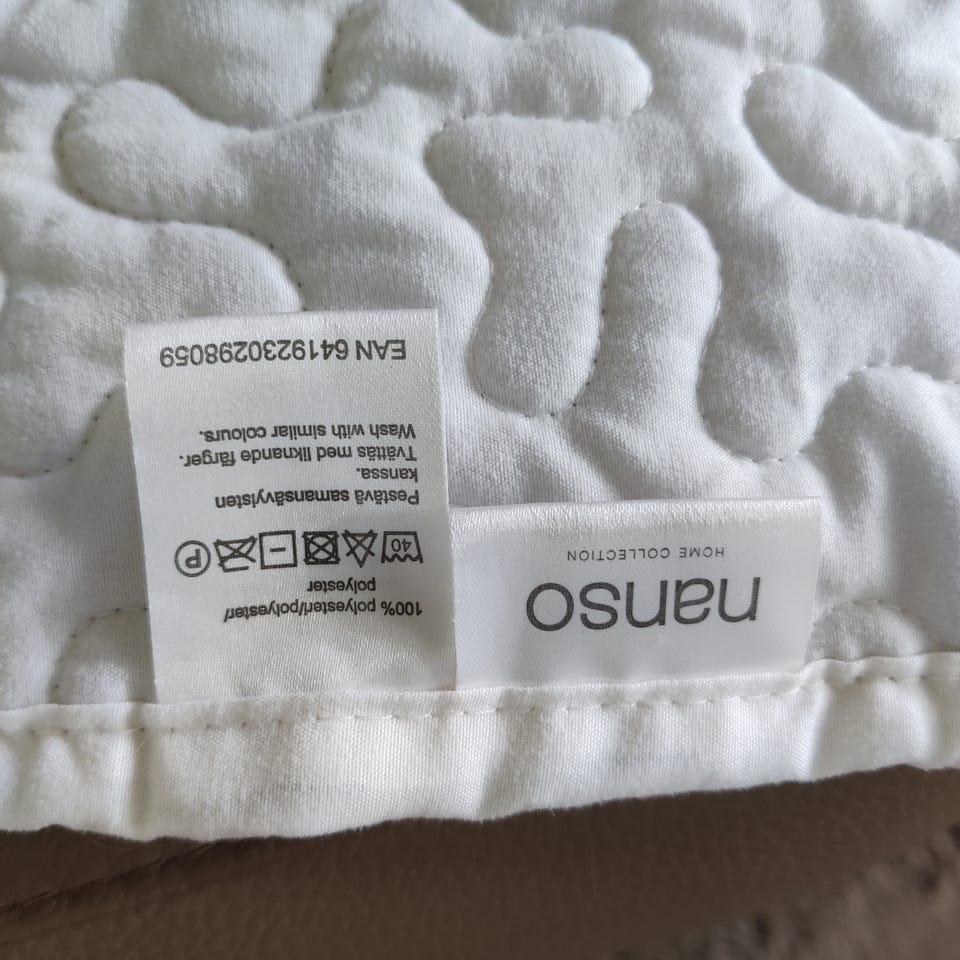 nanso
HOME COLLECTION
100% polyester/polyester/
polyester
40 P
Pestävä samansävyisten
kanssa.
Tvättäs med liknande färger.
Wash with similar colours.
EAN 6419230298059